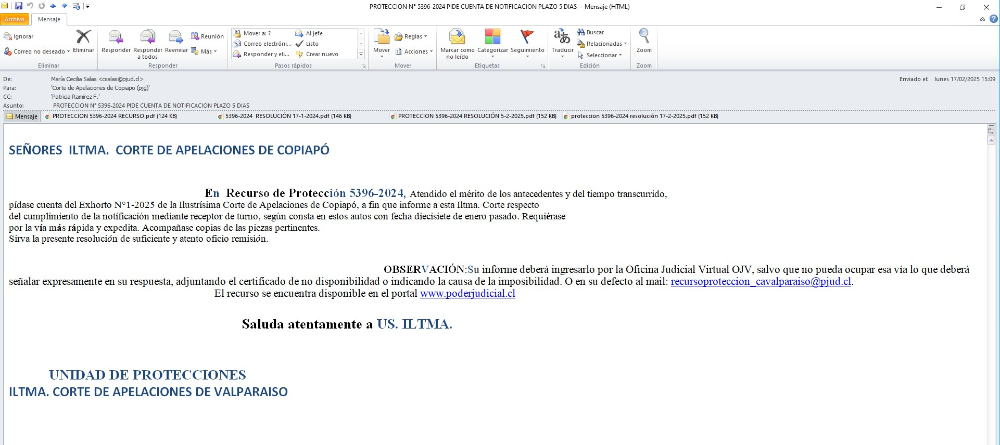 PROTECCION N° 5396-2024 PIDE CUENTA DE NOTIFICACION PLAZO 5 DIAS - Mensaje (HTML)
Archivo Mensaje
Ignorar
Correo no deseado
Eliminar
Responder
Responder a todos
Reenviar
Reunión
Más
Mover a: ?
Correo electróni...
Responder y eli...
Al jefe
Listo
Crear nuevo
Mover
Reglas
Acciones
Marcar como no leído
Categorizar
Seguimiento
Traducir
Buscar
Relacionadas
Seleccionar
Zoom
Eliminar Responder Pasos rápidos Mover Etiquetas Edición Zoom
De: María Cecilia Salas <csalas@pjud.cl> Enviado el: lunes 17/02/2025 15:09
Para: 'Corte de Apelaciones de Copiapo (pjg)'
CC: 'Patricia Ramirez F.'
Asunto: PROTECCION N° 5396-2024 PIDE CUENTA DE NOTIFICACION PLAZO 5 DIAS
Mensaje PROTECCION 5396-2024 RECURSO.pdf (124 KB) 5396-2024 RESOLUCIÓN 17-1-2024.pdf (146 KB) PROTECCION 5396-2024 RESOLUCIÓN 5-2-2025.pdf (152 KB) proteccion 5396-2024 resolución 17-2-2025.pdf (152 KB)
SEÑORES ILTMA. CORTE DE APELACIONES DE COPIAPÓ
En Recurso de Protección 5396-2024, Atendido el mérito de los antecedentes y del tiempo transcurrido,
pídase cuenta del Exhorto N°1-2025 de la Ilustrísima Corte de Apelaciones de Copiapó, a fin que informe a esta Iltma. Corte respecto
del cumplimiento de la notificación mediante receptor de turno, según consta en estos autos con fecha diecisiete de enero pasado. Requiérase
por la vía más rápida y expedita. Acompañase copias de las piezas pertinentes.
Sirva la presente resolución de suficiente y atento oficio remisión.
OBSERVACIÓN:Su informe deberá ingresarlo por la Oficina Judicial Virtual OJV, salvo que no pueda ocupar esa vía lo que deberá
señalar expresamente en su respuesta, adjuntando el certificado de no disponibilidad o indicando la causa de la imposibilidad. O en su defecto al mail: recursoproteccion_cavalparaiso@pjud.cl.
El recurso se encuentra disponible en el portal www.poderjudicial.cl
Saluda atentamente a US. ILTMA.
UNIDAD DE PROTECCIONES
ILTMA. CORTE DE APELACIONES DE VALPARAISO